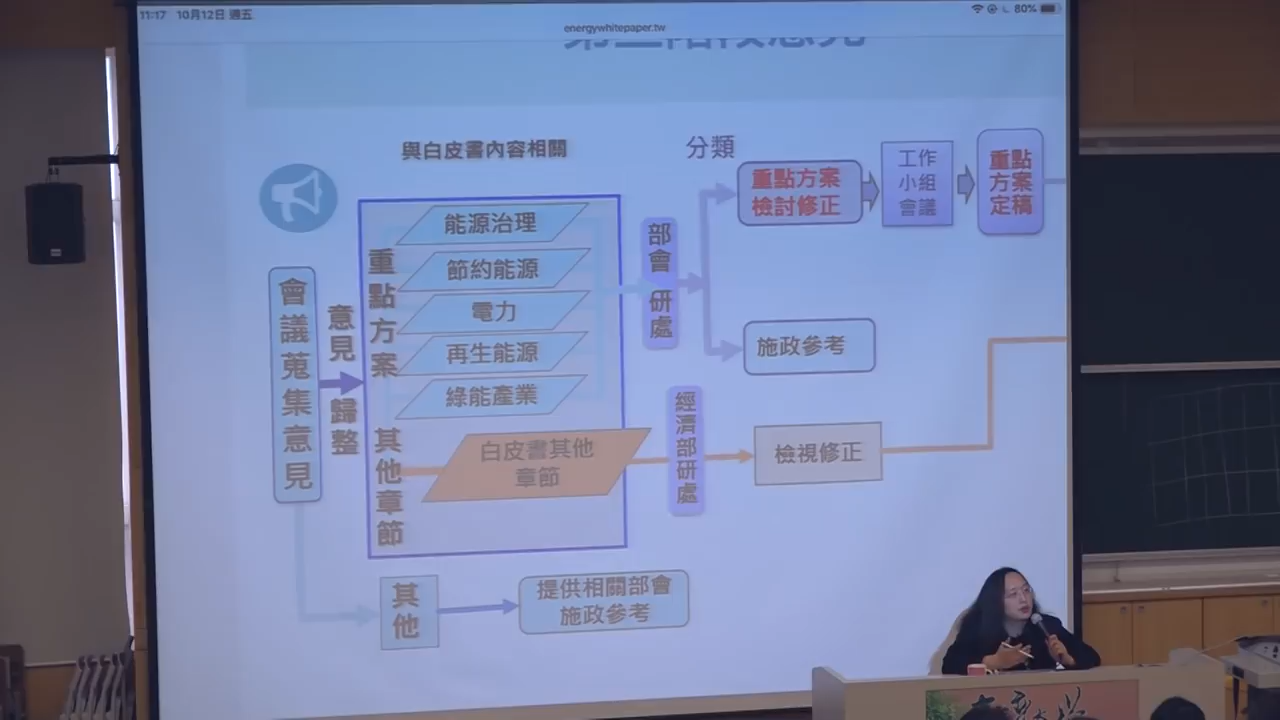 11:17 10月12日 週五
80%
energywhitepaper.tw
與白皮書內容相關
分類
會議蒐集意見
意見歸整
重點方案
能源治理
節約能源
電力
再生能源
綠能產業
其他章節
白皮書其他
章節
部會研處
經濟部研處
重點方案
檢討修正
工作
小組
會議
重點
方案
定稿
施政參考
檢視修正
其他
提供相關部會
施政參考